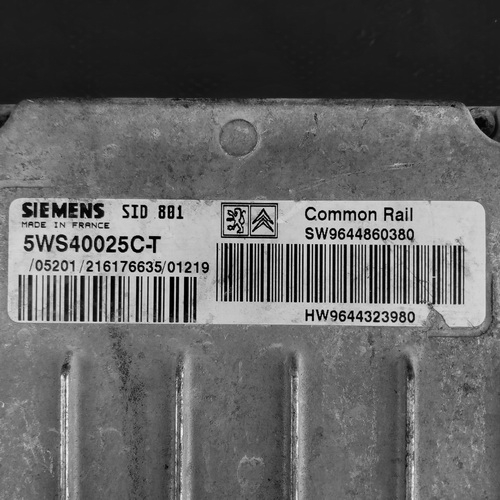 SIEMENS SID 801
MADE IN FRANCE
5WS40025C-T
/05201/216176635/01219
Common Rail
SW9644860380
HW9644323980